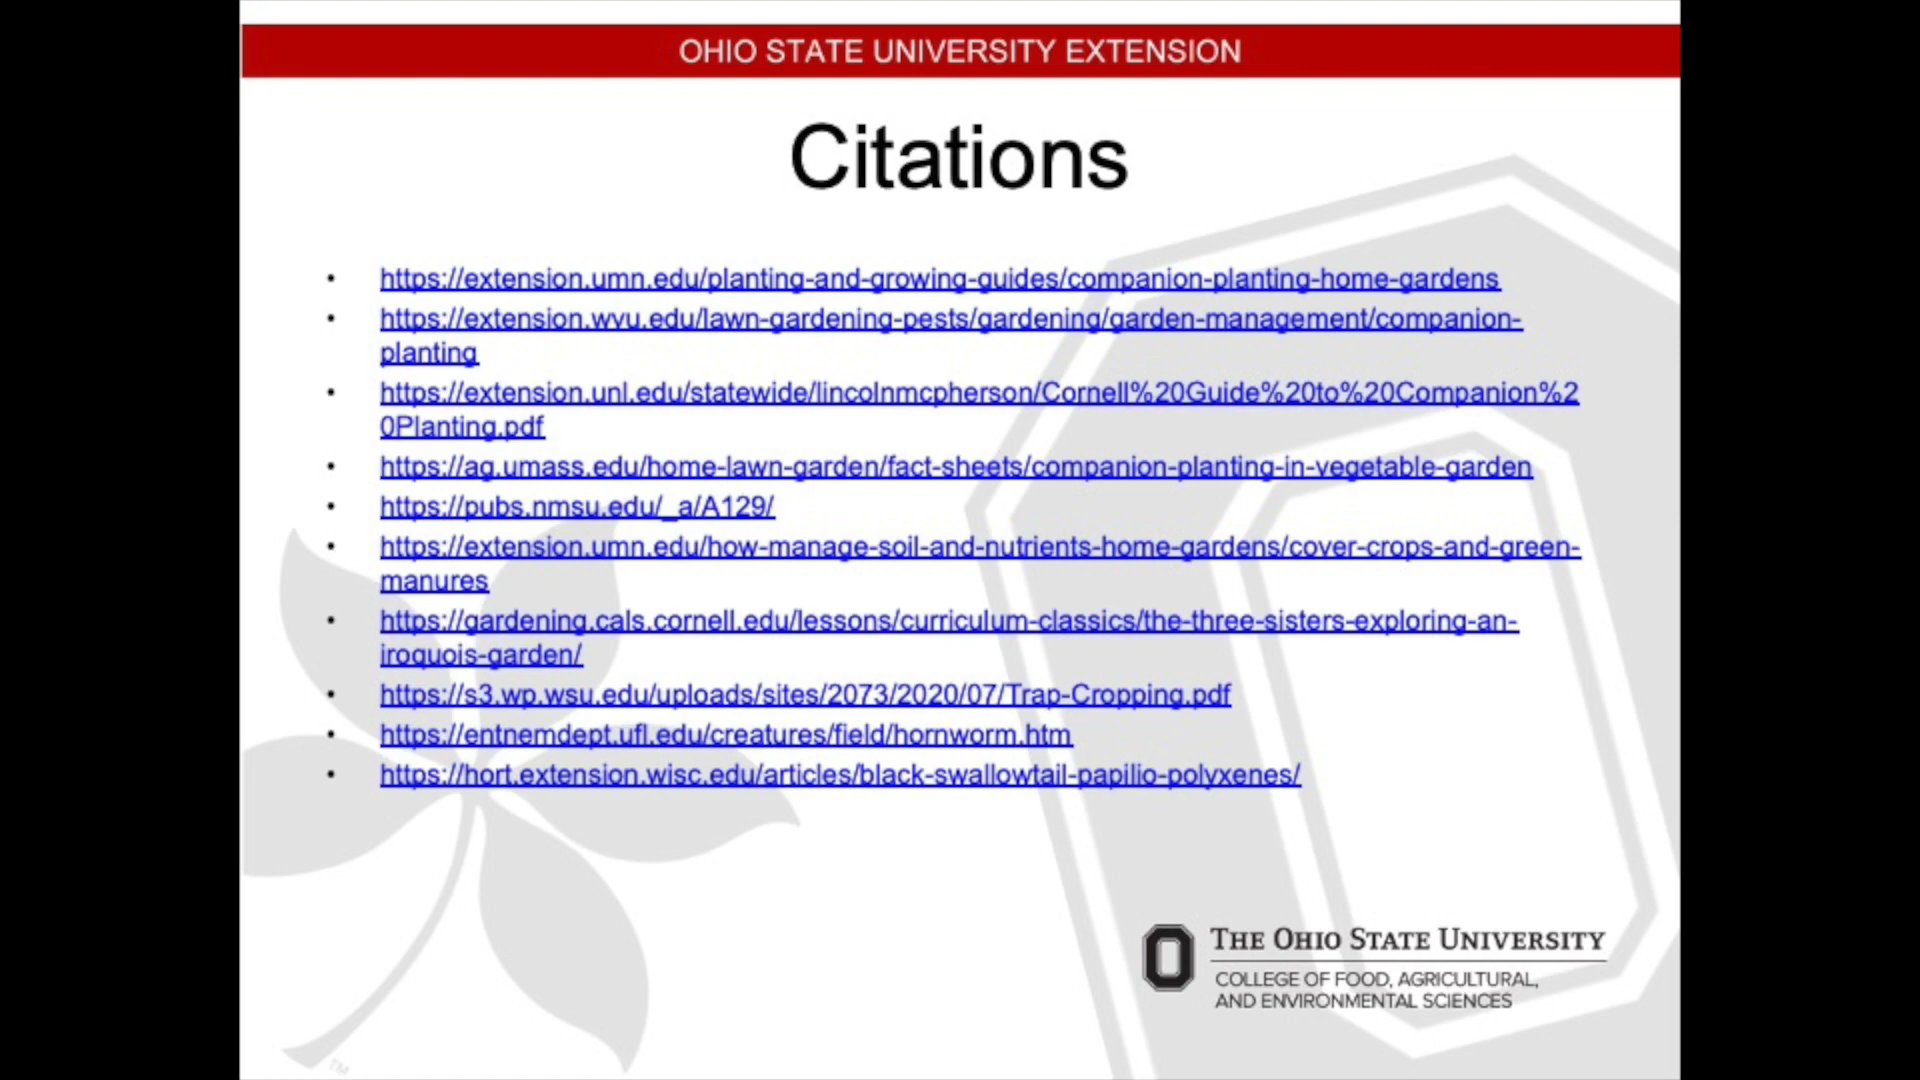 OHIO STATE UNIVERSITY EXTENSION
Citations
• https://extension.umn.edu/planting-and-growing-guides/companion-planting-home-gardens
• https://extension.wvu.edu/lawn-gardening-pests/gardening/garden-management/companion-
planting
• https://extension.unl.edu/statewide/lincolnmcpherson/Cornell%20Guide%20to%20Companion%2
0Planting.pdf
• https://ag.umass.edu/home-lawn-garden/fact-sheets/companion-planting-in-vegetable-garden
• https://pubs.nmsu.edu/_a/A129/
• https://extension.umn.edu/how-manage-soil-and-nutrients-home-gardens/cover-crops-and-green-
manures
• https://gardening.cals.cornell.edu/lessons/curriculum-classics/the-three-sisters-exploring-an-
iroquois-garden/
• https://s3.wp.wsu.edu/uploads/sites/2073/2020/07/Trap-Cropping.pdf
• https://entnemdept.ufl.edu/creatures/field/hornworm.htm
• https://hort.extension.wisc.edu/articles/black-swallowtail-papilio-polyxenes/
THE OHIO STATE UNIVERSITY
COLLEGE OF FOOD, AGRICULTURAL,
AND ENVIRONMENTAL SCIENCES
TM